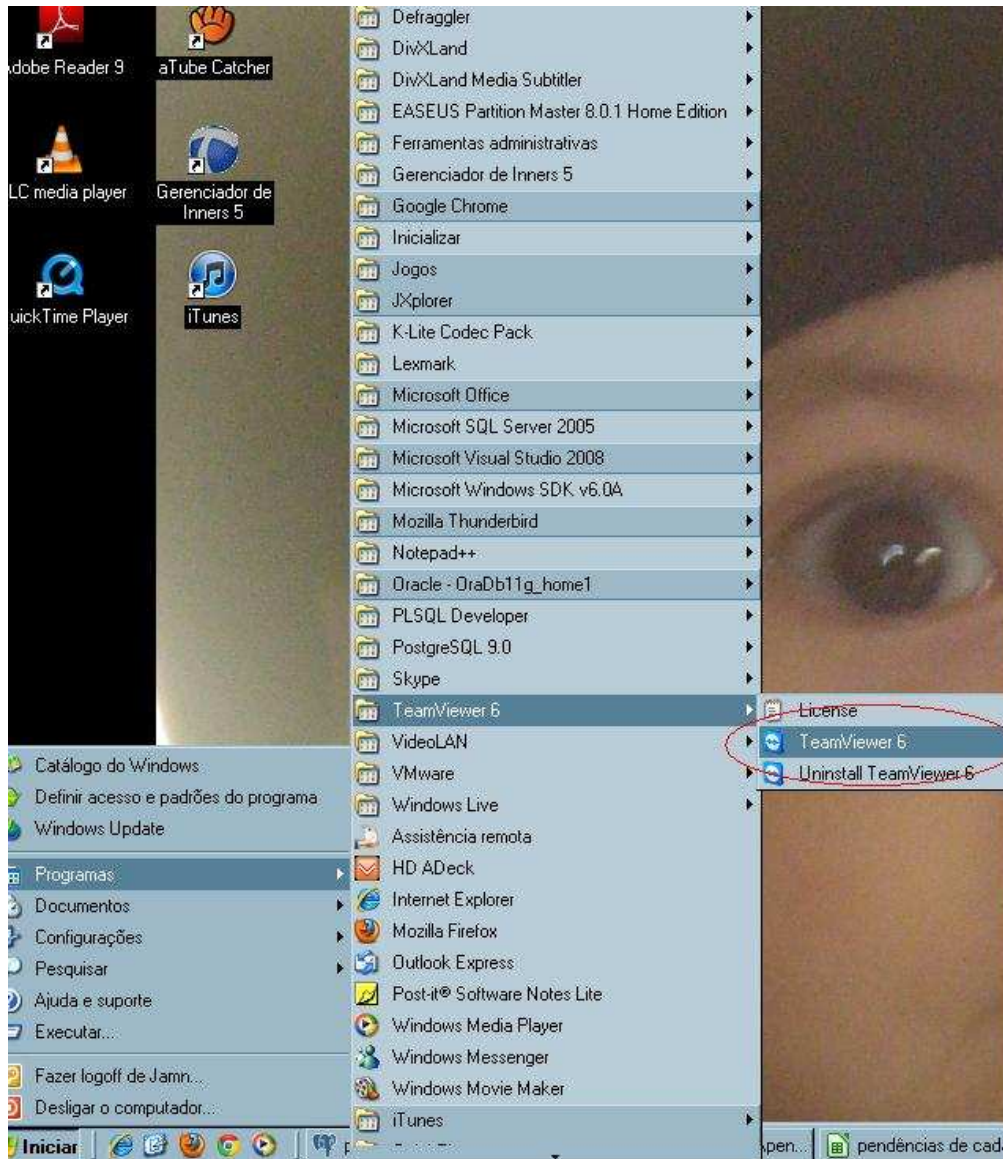 Adobe Reader 9
aTube Catcher
VLC media player
Gerenciador de
Inners 5
QuickTime Player
iTunes
Defraggler
DivXLand
DivXLand Media Subtitler
EASEUS Partition Master 8.0.1 Home Edition
Ferramentas administrativas
Gerenciador de Inners 5
Google Chrome
Inicializar
Jogos
JXplorer
K-Lite Codec Pack
Lexmark
Microsoft Office
Microsoft SQL Server 2005
Microsoft Visual Studio 2008
Microsoft Windows SDK v6.0A
Mozilla Thunderbird
Notepad++
Oracle - OraDb11g_home1
PLSQL Developer
PostgreSQL 9.0
Skype
TeamViewer 6
VideoLAN
VMware
Windows Live
Assistência remota
HD ADeck
Internet Explorer
Mozilla Firefox
Outlook Express
Post-it® Software Notes Lite
Windows Media Player
Windows Messenger
Windows Movie Maker
iTunes
License
TeamViewer 6
Uninstall TeamViewer 6
Catálogo do Windows
Definir acesso e padrões do programa
Windows Update
Programas
Documentos
Configurações
Pesquisar
Ajuda e suporte
Executar...
Fazer logoff de Jamn...
Desligar o computador...
Iniciar
pen...
pendências de cad